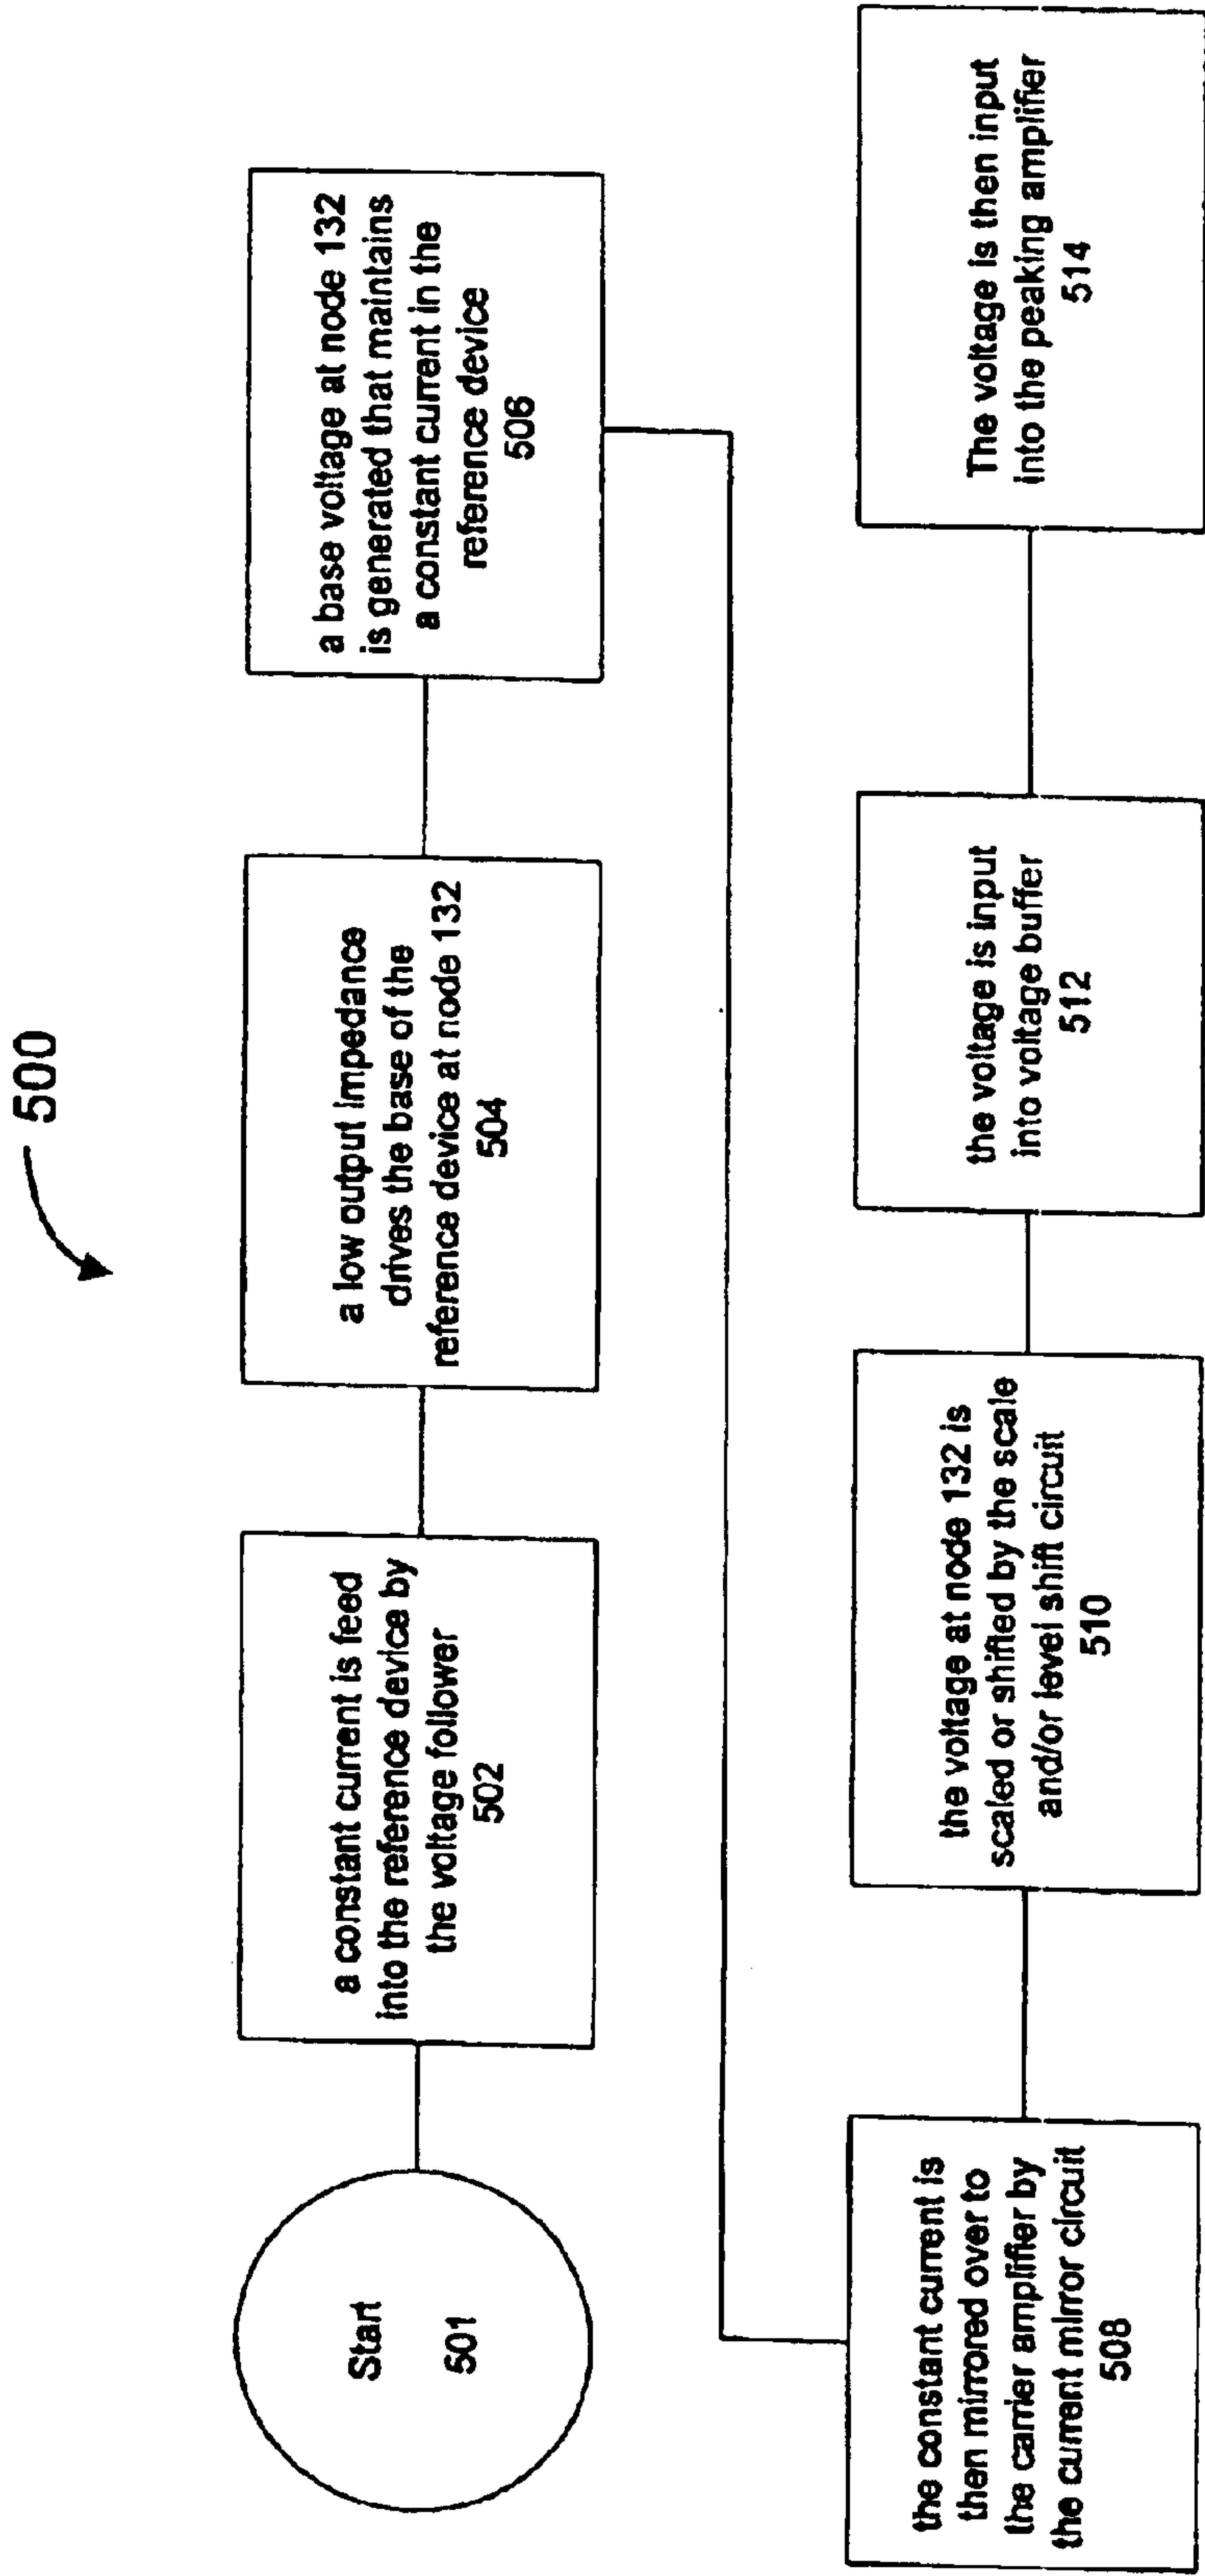 500
Start
501
a constant current is feed
into the reference device by
the voltage follower
502
a low output impedance
drives the base of the
reference device at node 132
504
a base voltage at node 132
is generated that maintains
a constant current in the
reference device
506
the constant current is
then mirrored over to
the carrier amplifier by
the current mirror circuit
508
the voltage at node 132 is
scaled or shifted by the scale
and/or level shift circuit
510
the voltage is input
into voltage buffer
512
The voltage is then input
into the peaking amplifier
514